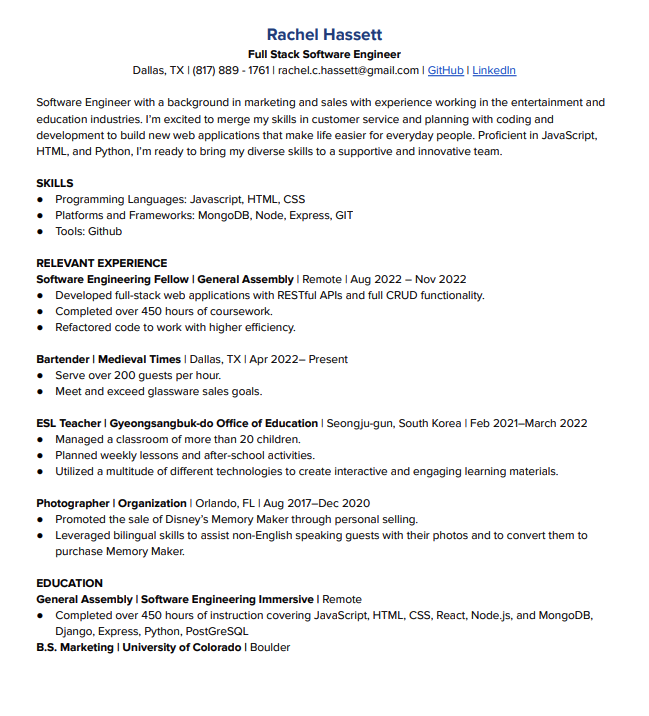 Rachel Hassett
Full Stack Software Engineer
Dallas, TX | (817) 889 - 1761 | rachel.c.hassett@gmail.com | GitHub | LinkedIn
Software Engineer with a background in marketing and sales with experience working in the entertainment and
education industries. I'm excited to merge my skills in customer service and planning with coding and
development to build new web applications that make life easier for everyday people. Proficient in JavaScript,
HTML, and Python, I'm ready to bring my diverse skills to a supportive and innovative team.
SKILLS
● Programming Languages: Javascript, HTML, CSS
● Platforms and Frameworks: MongoDB, Node, Express, GIT
● Tools: Github
RELEVANT EXPERIENCE
Software Engineering Fellow | General Assembly | Remote | Aug 2022 – Nov 2022
● Developed full-stack web applications with RESTful APIs and full CRUD functionality.
● Completed over 450 hours of coursework.
● Refactored code to work with higher efficiency.
Bartender | Medieval Times | Dallas, TX | Apr 2022– Present
● Serve over 200 guests per hour.
● Meet and exceed glassware sales goals.
ESL Teacher | Gyeongsangbuk-do Office of Education | Seongju-gun, South Korea | Feb 2021–March 2022
● Managed a classroom of more than 20 children.
● Planned weekly lessons and after-school activities.
● Utilized a multitude of different technologies to create interactive and engaging learning materials.
Photographer | Organization | Orlando, FL | Aug 2017–Dec 2020
● Promoted the sale of Disney's Memory Maker through personal selling.
● Leveraged bilingual skills to assist non-English speaking guests with their photos and to convert them to
purchase Memory Maker.
EDUCATION
General Assembly | Software Engineering Immersive | Remote
● Completed over 450 hours of instruction covering JavaScript, HTML, CSS, React, Node.js, and MongoDB,
Django, Express, Python, PostGreSQL
B.S. Marketing | University of Colorado | Boulder